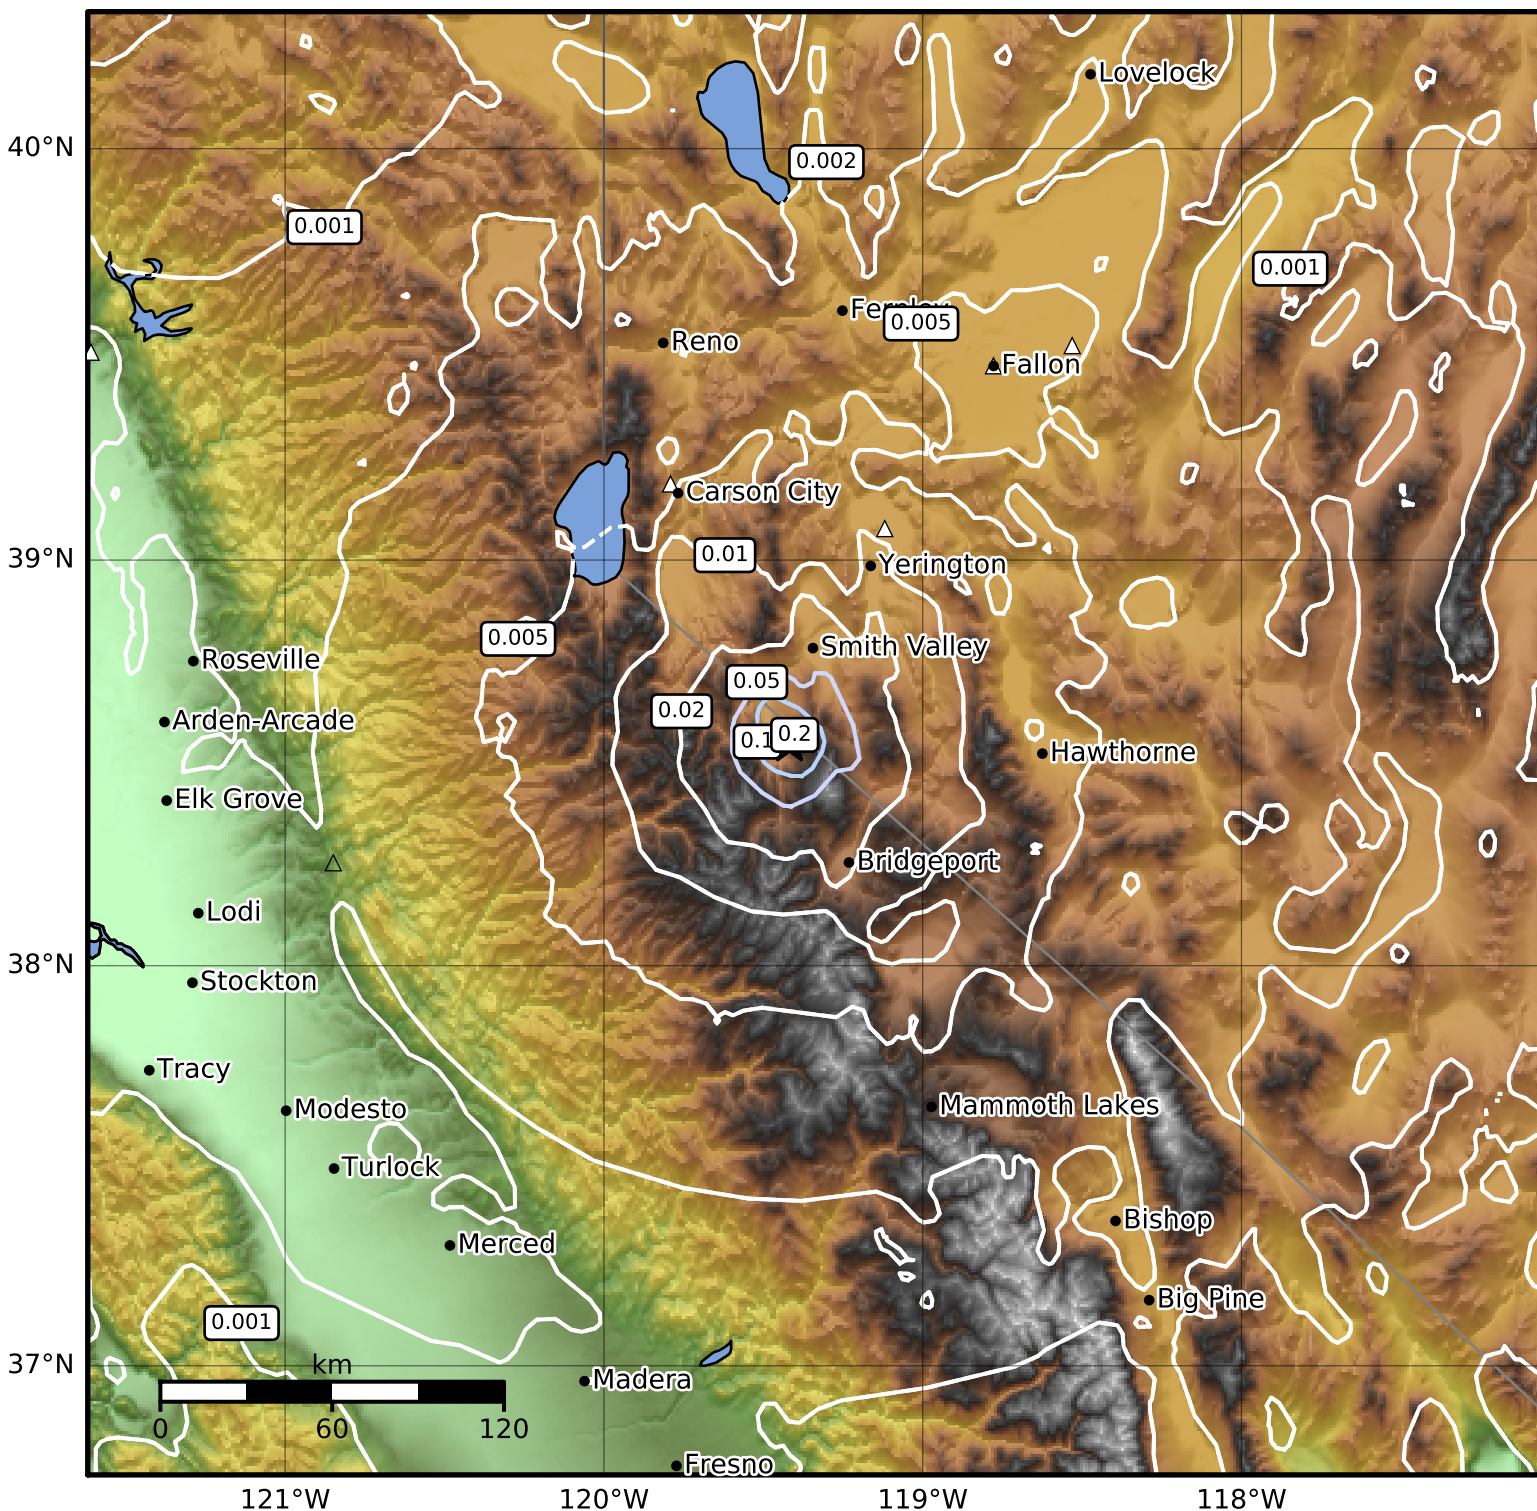 Lovelock
40°N
0.002
0.001
0.001
Fernley
0.005
Reno
Fallon
Carson City
39°N
0.01
Yerington
0.005
Smith Valley
Roseville
0.05
0.02
Arden-Arcade
0.1
0.2
Hawthorne
Elk Grove
Bridgeport
Lodi
38°N
Stockton
Tracy
Modesto
Mammoth Lakes
Turlock
Bishop
Merced
Big Pine
0.001
km
37°N
Madera
0 60 120
Fresno
121°W 120°W 119°W 118°W